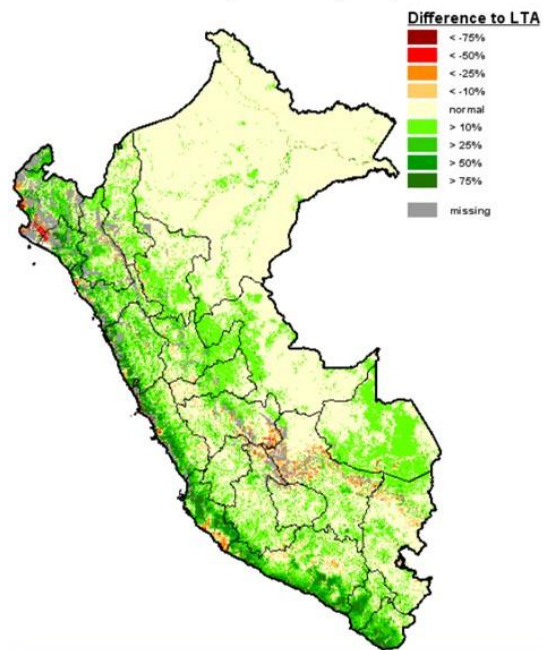 Difference to LTA
< -75%
< -50%
< -25%
< -10%
normal
> 10%
> 25%
> 50%
> 75%
missing